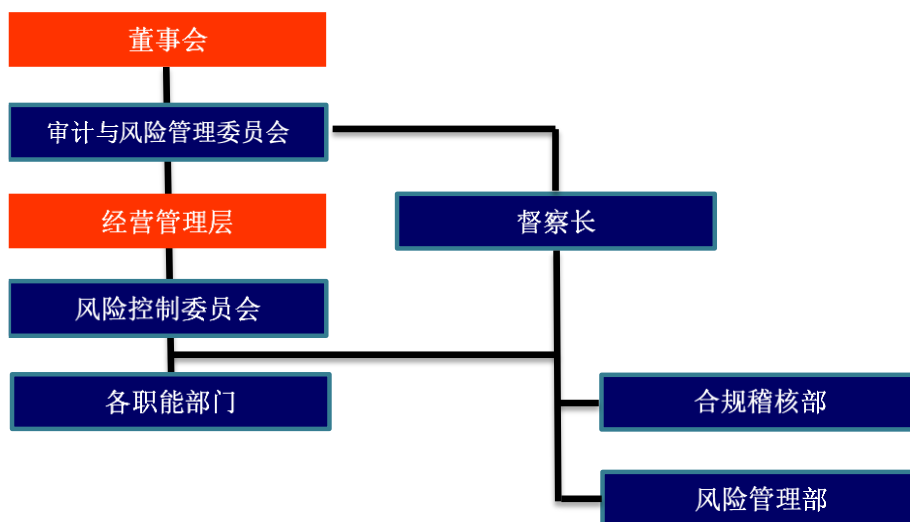 董事会
审计与风险管理委员会
经营管理层
督察长
风险控制委员会
各职能部门
合规稽核部
风险管理部